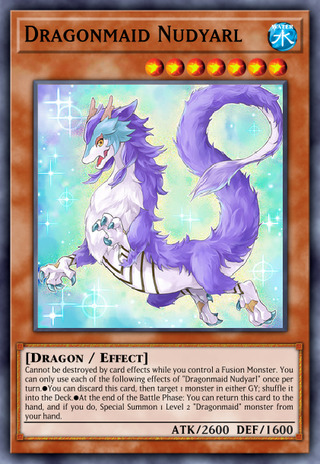 Dragonmaid Nudyarl
WATER
水
[Dragon / Effect]
Cannot be destroyed by card effects while you control a Fusion Monster. You
can only use each of the following effects of "Dragonmaid Nudyarl" once per
turn.●You can discard this card, then target 1 monster in either GY; shuffle it
into the Deck.●At the end of the Battle Phase: You can return this card to the
hand, and if you do, Special Summon 1 Level 2 "Dragonmaid" monster from
your hand.
ATK/2600 DEF/1600